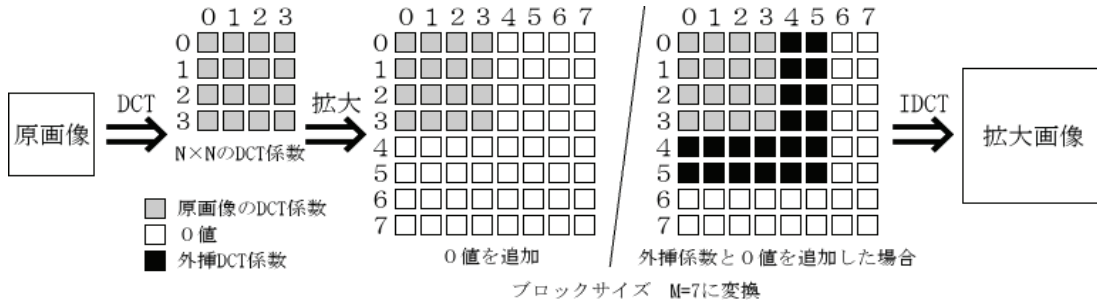 0 1 2 3
0
1
2
3
0 1 2 3 4 5 6 7
0
1
2
3
4
5
6
7
0 1 2 3 4 5 6 7
0
1
2
3
4
5
6
7
原画像
DCT
N×NのDCT係数
拡大
IDCT
拡大画像
原画像のDCT係数
0値
外挿DCT係数
0値を追加
外挿係数と0値を追加した場合
ブロックサイズ M=7に変換